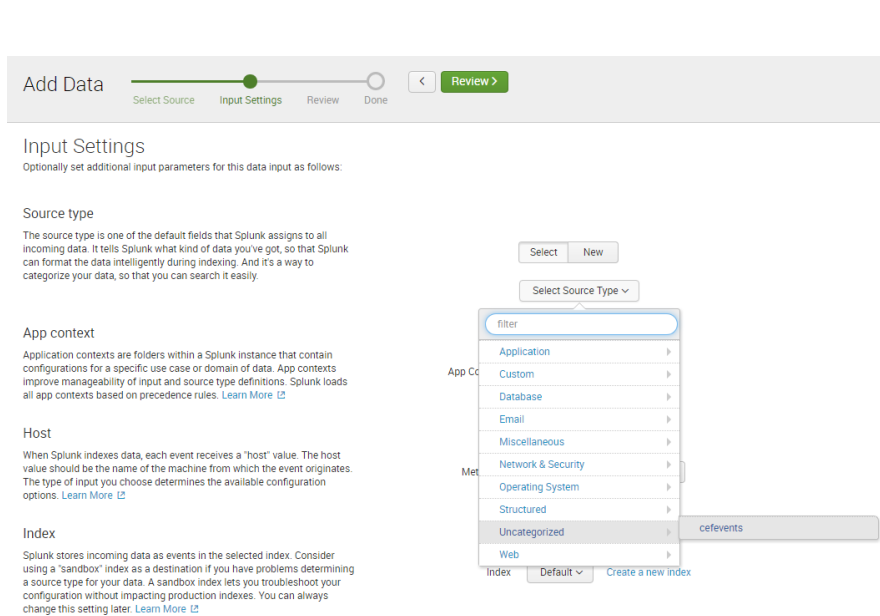 Add Data
Select Source
Input Settings
Review
Done
<
Review >
Input Settings
Optionally set additional input parameters for this data input as follows:
Source type
The source type is one of the default fields that Splunk assigns to all
incoming data. It tells Splunk what kind of data you've got, so that Splunk
can format the data intelligently during indexing. And it's a way to
categorize your data, so that you can search it easily.
Select
New
Select Source Type
filter
Application
Custom
Database
Email
Miscellaneous
Network & Security
Operating System
Structured
Uncategorized
cefevents
Web
App context
Application contexts are folders within a Splunk instance that contain
configurations for a specific use case or domain of data. App contexts
improve manageability of input and source type definitions. Splunk loads
all app contexts based on precedence rules. Learn More
App Co
Host
When Splunk indexes data, each event receives a "host" value. The host
value should be the name of the machine from which the event originates.
The type of input you choose determines the available configuration
options. Learn More
Met
Index
Splunk stores incoming data as events in the selected index. Consider
using a "sandbox" index as a destination if you have problems determining
a source type for your data. A sandbox index lets you troubleshoot your
configuration without impacting production indexes. You can always
change this setting later. Learn More
Index
Default
Create a new index